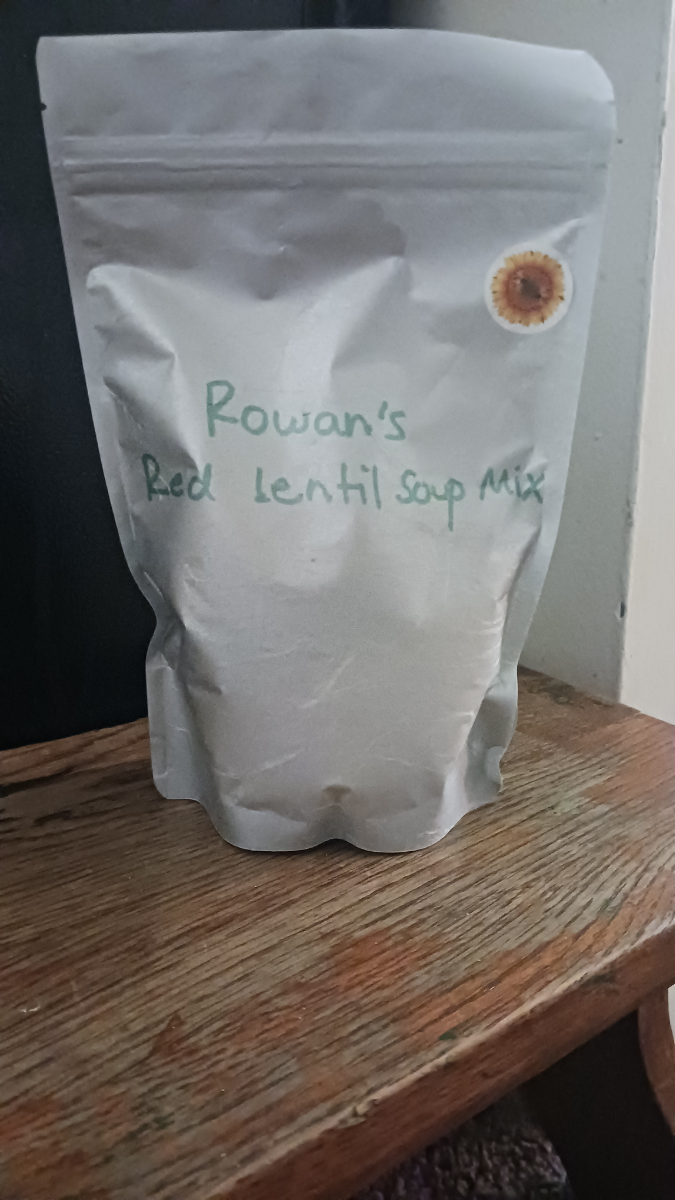 Rowan's
Red Lentil Soup Mix